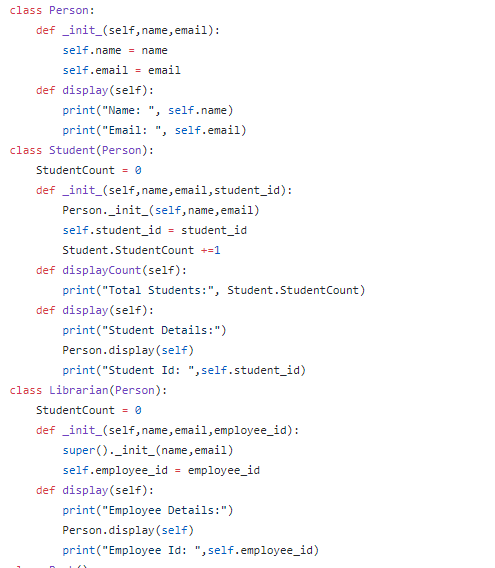 class Person:
    def _init_(self,name,email):
        self.name = name
        self.email = email
    def display(self):
        print("Name: ", self.name)
        print("Email: ", self.email)
class Student(Person):
    StudentCount = 0
    def _init_(self,name,email,student_id):
        Person._init_(self,name,email)
        self.student_id = student_id
        Student.StudentCount +=1
    def displayCount(self):
        print("Total Students:", Student.StudentCount)
    def display(self):
        print("Student Details:")
        Person.display(self)
        print("Student Id: ",self.student_id)
class Librarian(Person):
    StudentCount = 0
    def _init_(self,name,email,employee_id):
        super()._init_(name,email)
        self.employee_id = employee_id
    def display(self):
        print("Employee Details:")
        Person.display(self)
        print("Employee Id: ",self.employee_id)